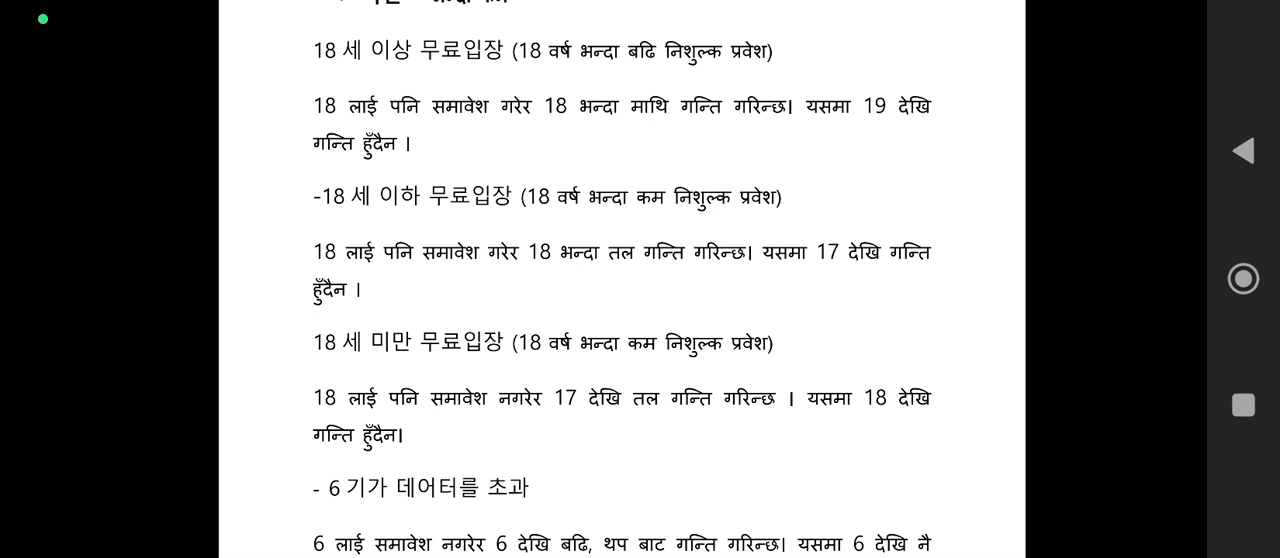 18 세 이상 무료입장 (18 वर्ष भन्दा बढि निशुल्क प्रवेश)
18 लाई पनि समावेश गरेर 18 भन्दा माथि गन्ति गरिन्छ। यसमा 19 देखि
गन्ति हुँदैन ।
-18 세 이하 무료입장 (18 वर्ष भन्दा कम निशुल्क प्रवेश)
18 लाई पनि समावेश गरेर 18 भन्दा तल गन्ति गरिन्छ। यसमा 17 देखि गन्ति
हुँदैन ।
18 세 미만 무료입장 (18 वर्ष भन्दा कम निशुल्क प्रवेश)
18 लाई पनि समावेश नगरेर 17 देखि तल गन्ति गरिन्छ । यसमा 18 देखि
गन्ति हुँदैन।
- 6 기가 데어터를 초과
6 लाई समावेश नगरेर 6 देखि बढि, थप बाट गन्ति गरिन्छ। यसमा 6 देखि नै